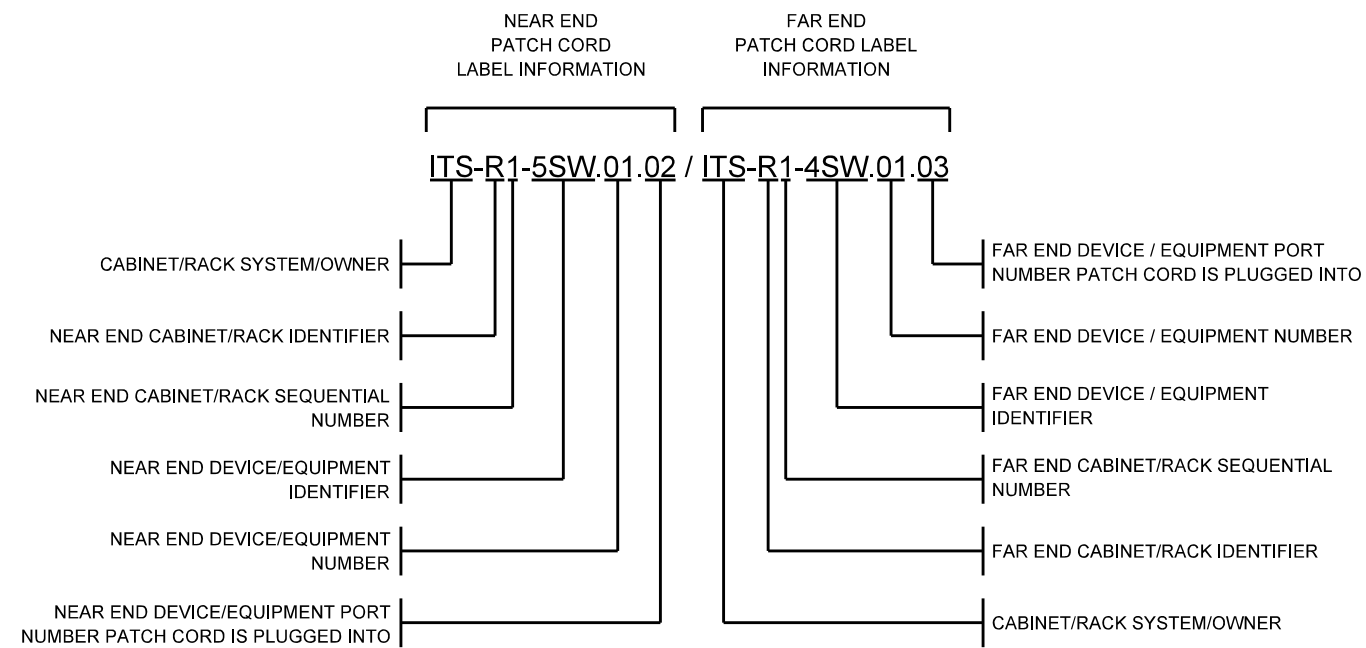 NEAR END
PATCH CORD
LABEL INFORMATION
FAR END
PATCH CORD LABEL
INFORMATION
ITS-R1-5SW.01.02 / ITS-R1-4SW.01.03
CABINET/RACK SYSTEM/OWNER
NEAR END CABINET/RACK IDENTIFIER
NEAR END CABINET/RACK SEQUENTIAL
NUMBER
NEAR END DEVICE/EQUIPMENT
IDENTIFIER
NEAR END DEVICE/EQUIPMENT
NUMBER
NEAR END DEVICE/EQUIPMENT PORT
NUMBER PATCH CORD IS PLUGGED INTO
FAR END DEVICE / EQUIPMENT PORT
NUMBER PATCH CORD IS PLUGGED INTO
FAR END DEVICE / EQUIPMENT NUMBER
FAR END DEVICE / EQUIPMENT
IDENTIFIER
FAR END CABINET/RACK SEQUENTIAL
NUMBER
FAR END CABINET/RACK IDENTIFIER
CABINET/RACK SYSTEM/OWNER